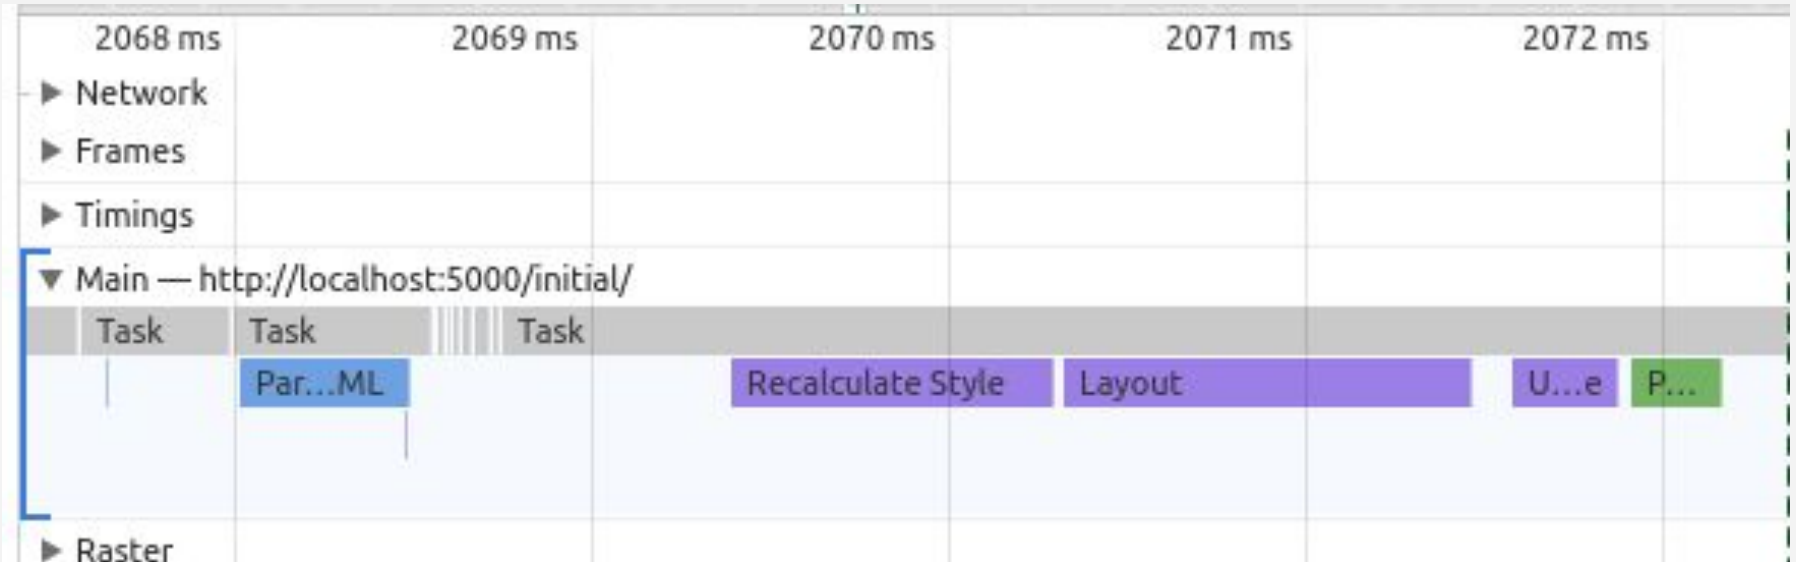 2068 ms 2069 ms 2070 ms 2071 ms 2072 ms
Network
Frames
Timings
Main — http://localhost:5000/initial/
Task Task Task
Par...ML Recalculate Style Layout U...e P...
Raster